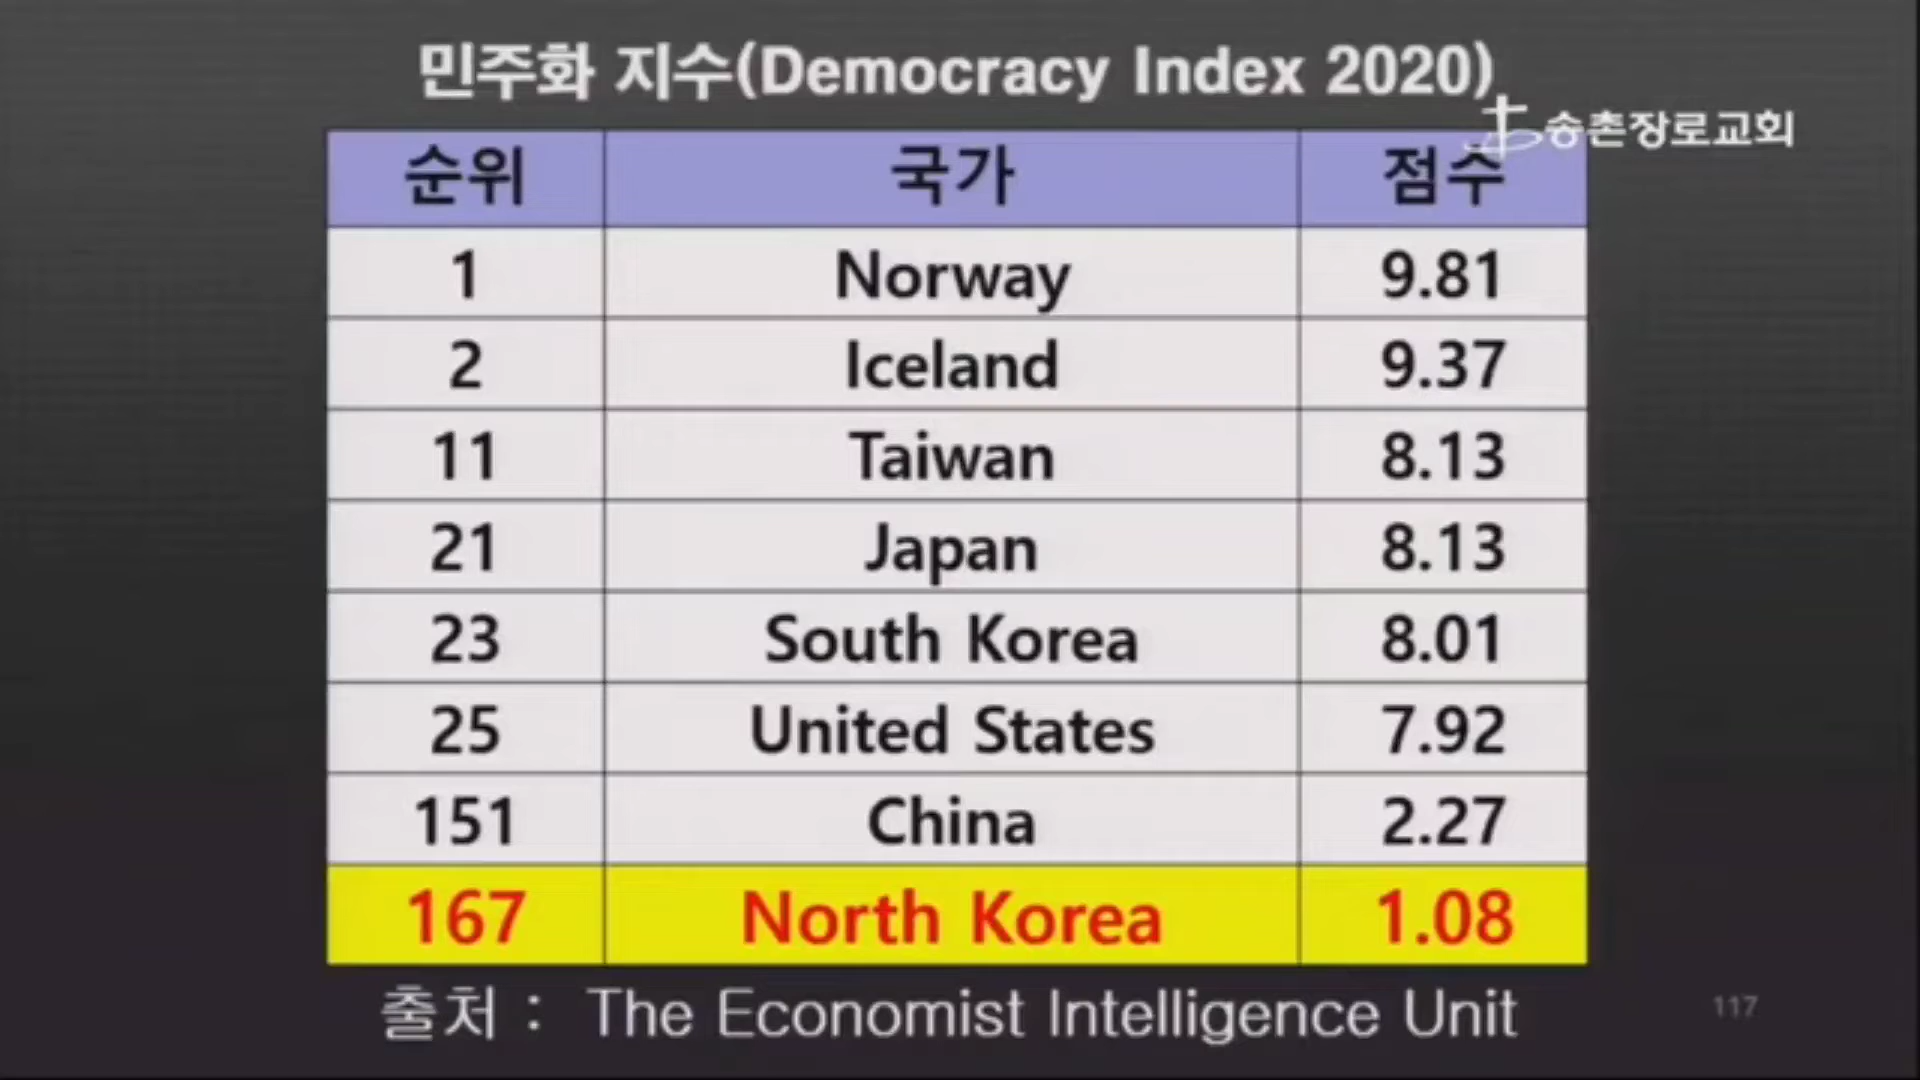 민주화 지수(Democracy Index 2020)
송촌장로교회
순위 국가 점수
1 Norway 9.81
2 Iceland 9.37
11 Taiwan 8.13
21 Japan 8.13
23 South Korea 8.01
25 United States 7.92
151 China 2.27
167 North Korea 1.08
출처 : The Economist Intelligence Unit
117